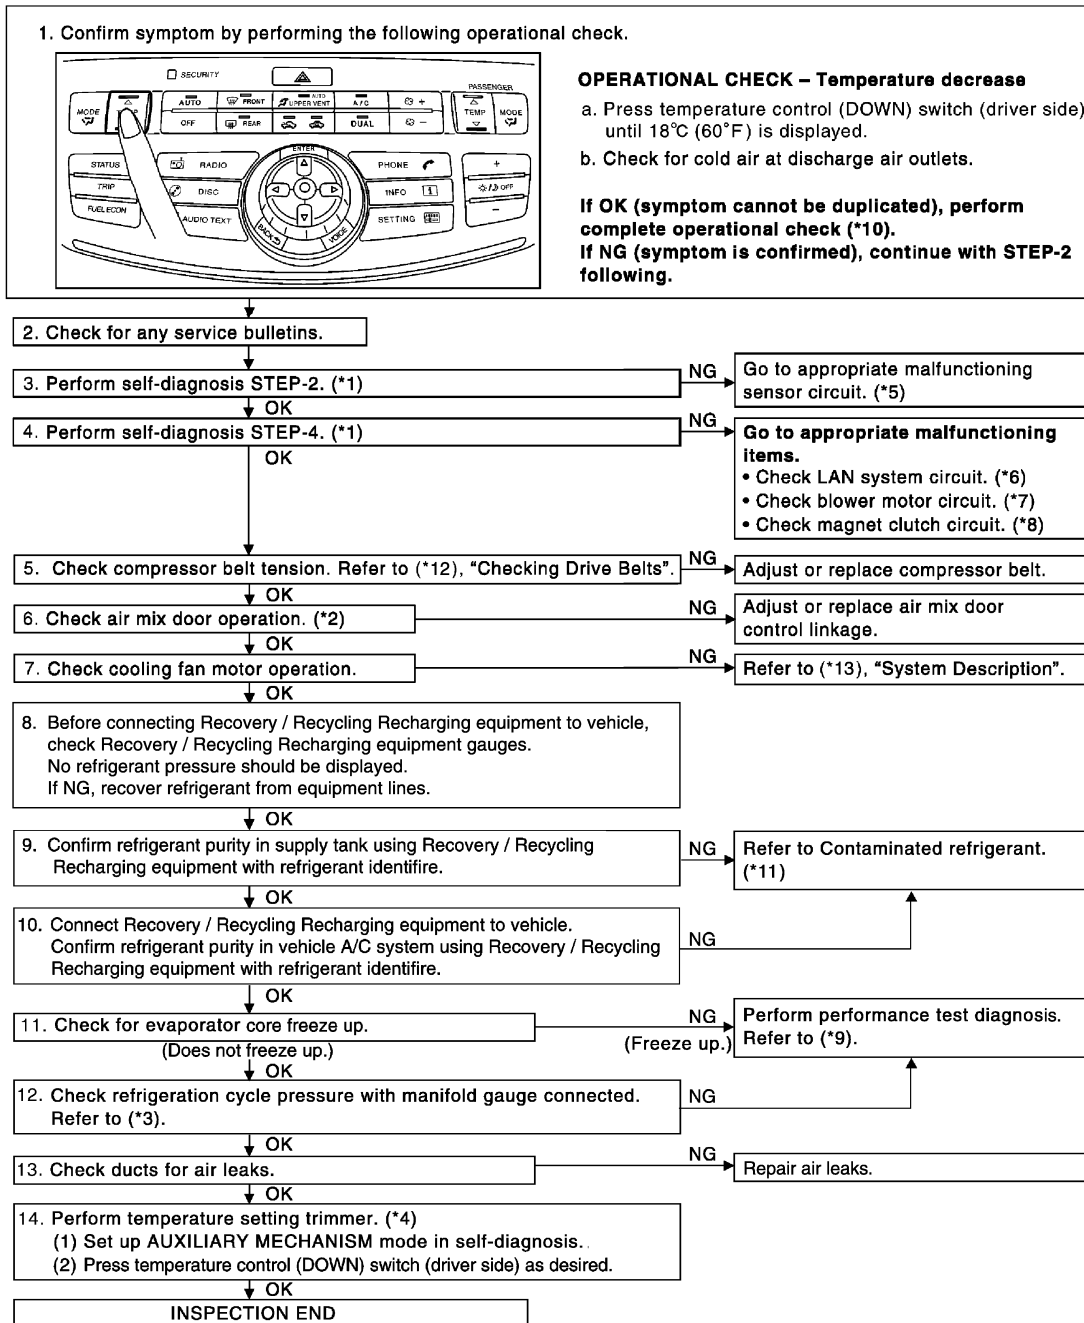 1. Confirm symptom by performing the following operational check.
SECURITY
PASSENGER
MODE
AUTO
FRONT
AUTO
UPPER VENT
A/C
+
TEMP
MODE
OFF
REAR
DUAL
−
ENTER
STATUS
RADIO
PHONE
+
TRIP
DISC
INFO
OFF
FUEL ECON
AUDIO TEXT
SETTING
−
BACK
VOICE
OPERATIONAL CHECK – Temperature decrease
a. Press temperature control (DOWN) switch (driver side)
until 18°C (60°F) is displayed.
b. Check for cold air at discharge air outlets.
If OK (symptom cannot be duplicated), perform
complete operational check (*10).
If NG (symptom is confirmed), continue with STEP-2
following.
2. Check for any service bulletins.
3. Perform self-diagnosis STEP-2. (*1)
NG
Go to appropriate malfunctioning
sensor circuit. (*5)
OK
4. Perform self-diagnosis STEP-4. (*1)
NG
Go to appropriate malfunctioning
items.
• Check LAN system circuit. (*6)
• Check blower motor circuit. (*7)
• Check magnet clutch circuit. (*8)
OK
5. Check compressor belt tension. Refer to (*12), “Checking Drive Belts”.
NG
Adjust or replace compressor belt.
OK
6. Check air mix door operation. (*2)
NG
Adjust or replace air mix door
control linkage.
OK
7. Check cooling fan motor operation.
NG
Refer to (*13), “System Description”.
OK
8. Before connecting Recovery / Recycling Recharging equipment to vehicle,
check Recovery / Recycling Recharging equipment gauges.
No refrigerant pressure should be displayed.
If NG, recover refrigerant from equipment lines.
OK
9. Confirm refrigerant purity in supply tank using Recovery / Recycling
Recharging equipment with refrigerant identifire.
NG
Refer to Contaminated refrigerant.
(*11)
OK
10. Connect Recovery / Recycling Recharging equipment to vehicle.
Confirm refrigerant purity in vehicle A/C system using Recovery / Recycling
Recharging equipment with refrigerant identifire.
NG
OK
11. Check for evaporator core freeze up.
NG
(Freeze up.)
Perform performance test diagnosis.
Refer to (*9).
(Does not freeze up.)
OK
12. Check refrigeration cycle pressure with manifold gauge connected.
Refer to (*3).
NG
OK
13. Check ducts for air leaks.
NG
Repair air leaks.
OK
14. Perform temperature setting trimmer. (*4)
(1) Set up AUXILIARY MECHANISM mode in self-diagnosis.
(2) Press temperature control (DOWN) switch (driver side) as desired.
OK
INSPECTION END